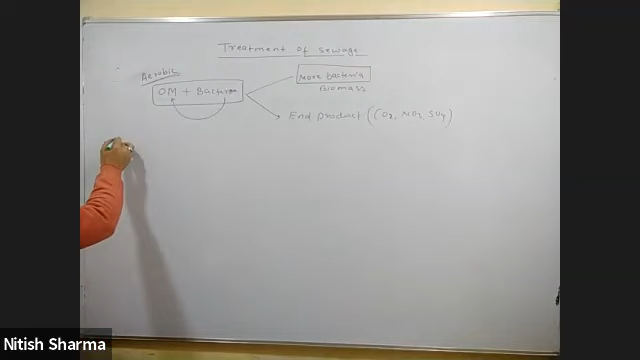 Treatment of sewage
Aerobic
OM + Bacteria
More bacteria
Biomass
End product (CO2, NO3, SO4)
Nitish Sharma